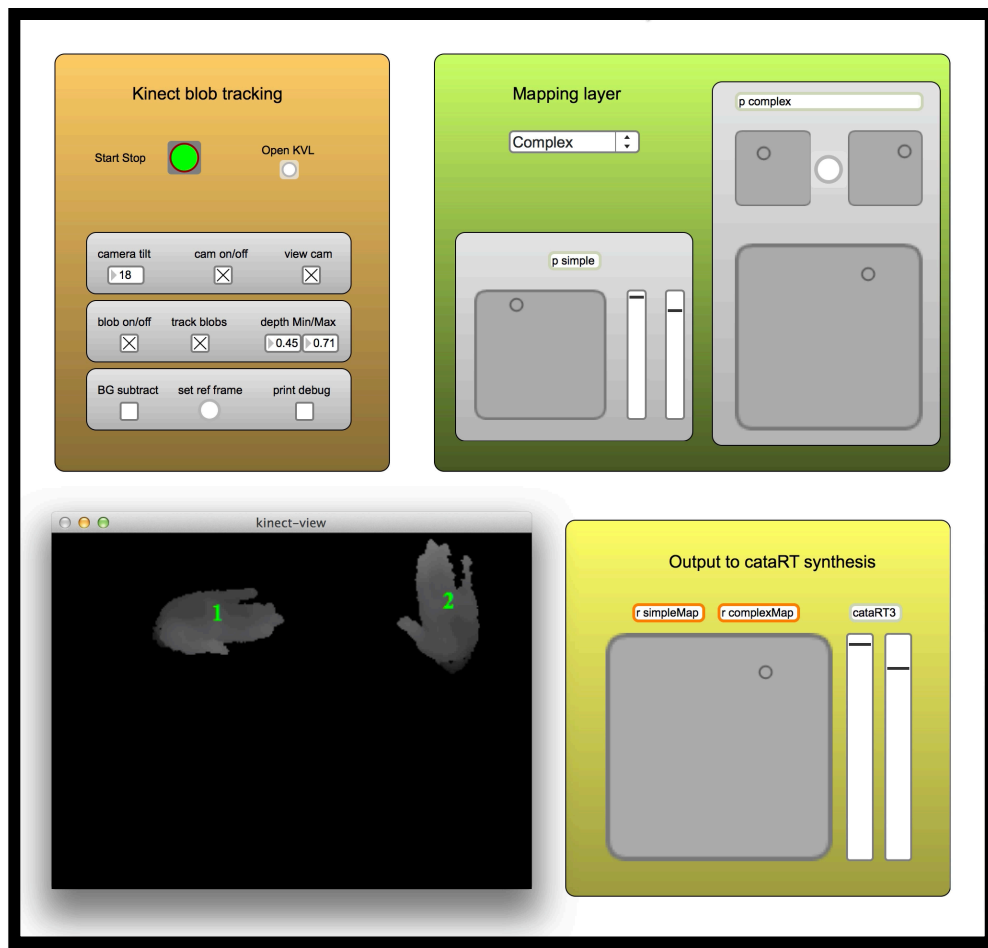 Kinect blob tracking
Start Stop
Open KVL
camera tilt
cam on/off
view cam
18
blob on/off
track blobs
depth Min/Max
0.45
0.71
BG subtract
set ref frame
print debug
Mapping layer
Complex
p simple
p complex
kinect-view
1
2
Output to cataRT synthesis
r simpleMap
r complexMap
cataRT3